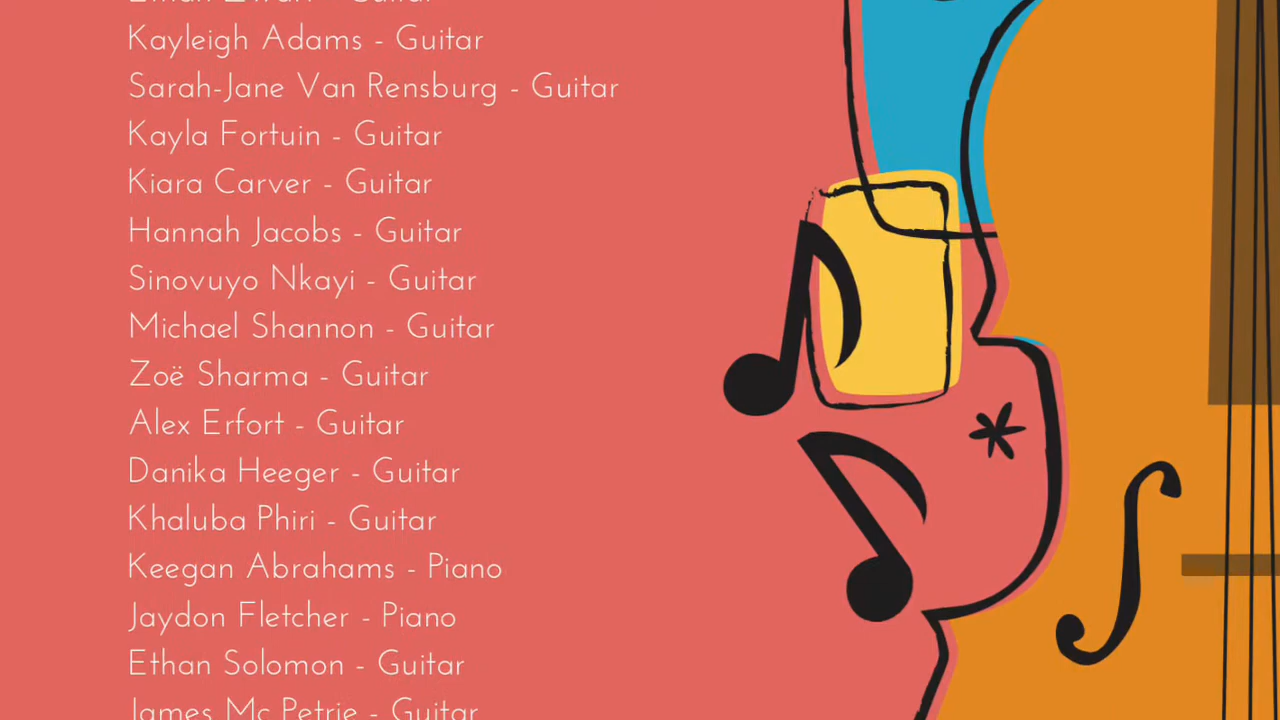 Kayleigh Adams - Guitar
Sarah-Jane Van Rensburg - Guitar
Kayla Fortuin - Guitar
Kiara Carver - Guitar
Hannah Jacobs - Guitar
Sinovuyo Nkayi - Guitar
Michael Shannon - Guitar
Zoë Sharma - Guitar
Alex Erfort - Guitar
Danika Heeger - Guitar
Khaluba Phiri - Guitar
Keegan Abrahams - Piano
Jaydon Fletcher - Piano
Ethan Solomon - Guitar
James Mc Petrie - Guitar